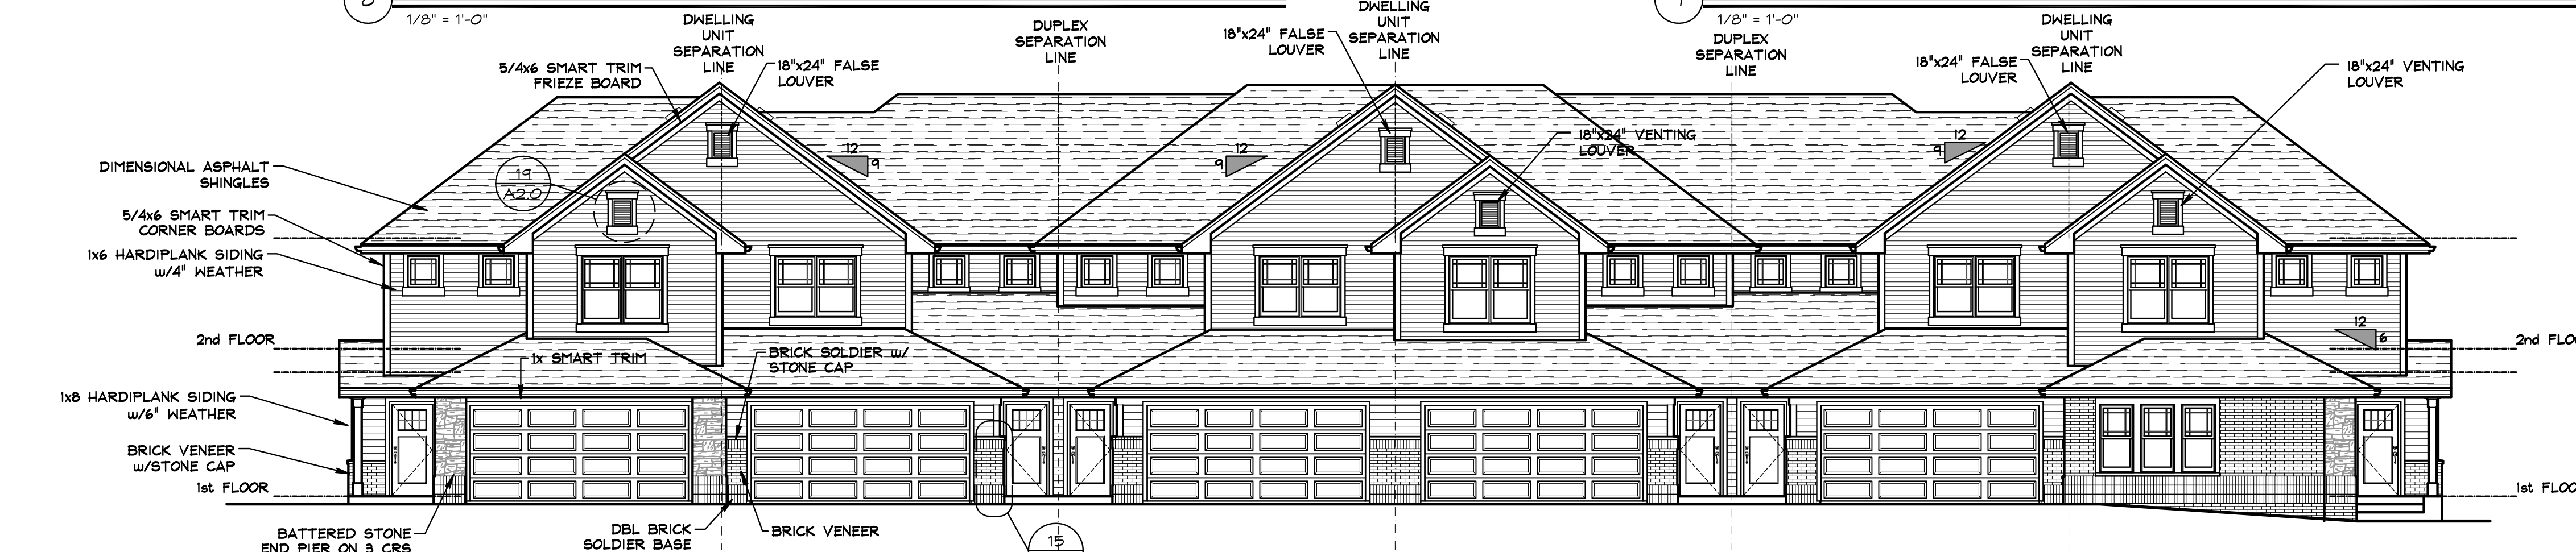 1/8" = 1'-0"
1/8" = 1'-0"
DWELLING
UNIT
SEPARATION
LINE
DUPLEX
SEPARATION
LINE
DWELLING
UNIT
SEPARATION
LINE
DUPLEX
SEPARATION
LINE
DWELLING
UNIT
SEPARATION
LINE
5/4x6 SMART TRIM
FRIEZE BOARD
18"x24" FALSE
LOUVER
18"x24" FALSE
LOUVER
18"x24" VENTING
LOUVER
18"x24" FALSE
LOUVER
18"x24" VENTING
LOUVER
12
9
12
9
12
9
19
A2.0
DIMENSIONAL ASPHALT
SHINGLES
5/4x6 SMART TRIM
CORNER BOARDS
1x6 HARDIPLANK SIDING
w/4" WEATHER
2nd FLOOR
12
6
2nd FLO
1x SMART TRIM
BRICK SOLDIER w/
STONE CAP
1x8 HARDIPLANK SIDING
w/6" WEATHER
BRICK VENEER
w/STONE CAP
1st FLOOR
1st FLOO
BATTERED STONE
END PIER ON 3 CRS
DBL BRICK
SOLDIER BASE
BRICK VENEER
15